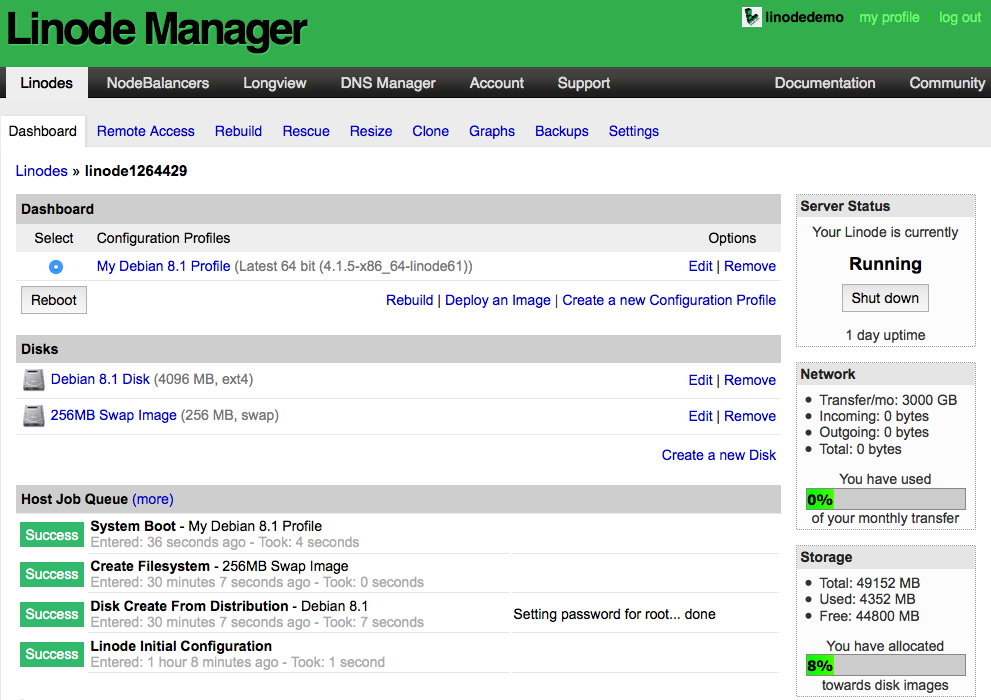 Linode Manager
linodedemo my profile log out
Linodes NodeBalancers Longview DNS Manager Account Support Documentation Community
Dashboard Remote Access Rebuild Rescue Resize Clone Graphs Backups Settings
Linodes » linode1264429
Dashboard
Select Configuration Profiles Options
My Debian 8.1 Profile (Latest 64 bit (4.1.5-x86_64-linode61)) Edit | Remove
Reboot Rebuild | Deploy an Image | Create a new Configuration Profile
Disks
Debian 8.1 Disk (4096 MB, ext4) Edit | Remove
256MB Swap Image (256 MB, swap) Edit | Remove
Create a new Disk
Host Job Queue (more)
Success System Boot - My Debian 8.1 Profile
Entered: 36 seconds ago - Took: 4 seconds
Success Create Filesystem - 256MB Swap Image
Entered: 30 minutes 7 seconds ago - Took: 0 seconds
Success Disk Create From Distribution - Debian 8.1 Setting password for root... done
Entered: 30 minutes 7 seconds ago - Took: 7 seconds
Success Linode Initial Configuration
Entered: 1 hour 8 minutes ago - Took: 1 second
Server Status
Your Linode is currently
Running
Shut down
1 day uptime
Network
• Transfer/mo: 3000 GB
• Incoming: 0 bytes
• Outgoing: 0 bytes
• Total: 0 bytes
You have used
0%
of your monthly transfer
Storage
• Total: 49152 MB
• Used: 4352 MB
• Free: 44800 MB
You have allocated
8%
towards disk images